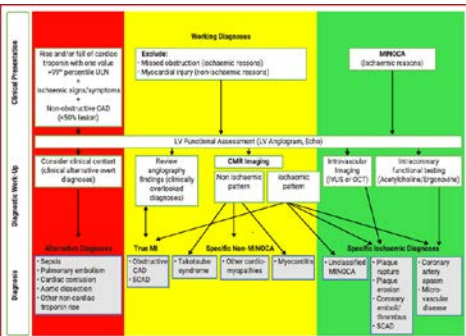 Working Diagnoses
Clinical Presentation
Rise and/or fall of cardiac
troponin with one value
>99th percentile ULN
+
Ischaemic signs/symptoms
+
Non-obstructive CAD
(<50% lesion)
Exclude:
• Missed obstruction (ischaemic reasons)
• Myocardial injury (non-ischaemic reasons)
MINOCA
(ischaemic reasons)
LV Functional Assessment (LV Angiogram, Echo)
Diagnostic Work-Up
Consider clinical context
(clinical alternative overt
diagnoses)
Review
angiography
findings (clinically
overlooked diagnoses)
CMR Imaging
Non ischaemic
pattern
Ischaemic
pattern
Intravascular
Imaging
(IVUS or OCT)
Intracoronary
functional testing
(Acetylcholine/Ergonovine)
Diagnosis
Alternative Diagnoses
• Sepsis
• Pulmonary embolism
• Cardiac contusion
• Aortic dissection
• Other non-cardiac
troponin rise
True MI
• Obstructive
CAD
• SCAD
Specific Non-MINOCA
• Takotsubo
syndrome
• Other cardio-
myopathies
• Myocarditis
Specific Ischaemic Diagnoses
• Unclassified
MINOCA
• Plaque
rupture
• Plaque
erosion
• Coronary
emboli/
thrombus
• SCAD
• Coronary
artery
spasm
• Micro-
vascular
disease